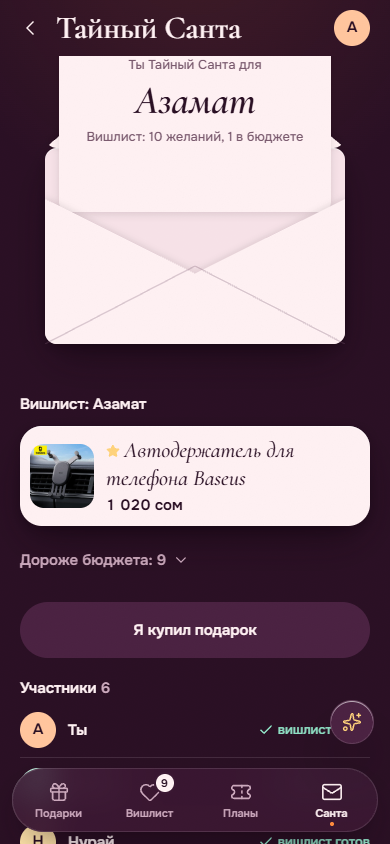 Тайный Санта
А
Ты Тайный Санта для
Азамат
Вишлист: 10 желаний, 1 в бюджете
Вишлист: Азамат
Автодержатель для
телефона Baseus
1 020 сом
Дороже бюджета: 9
Я купил подарок
Участники 6
А
Ты
вишлист
9
Подарки
Вишлист
Планы
Санта
Н
Нурай
вишлист готов